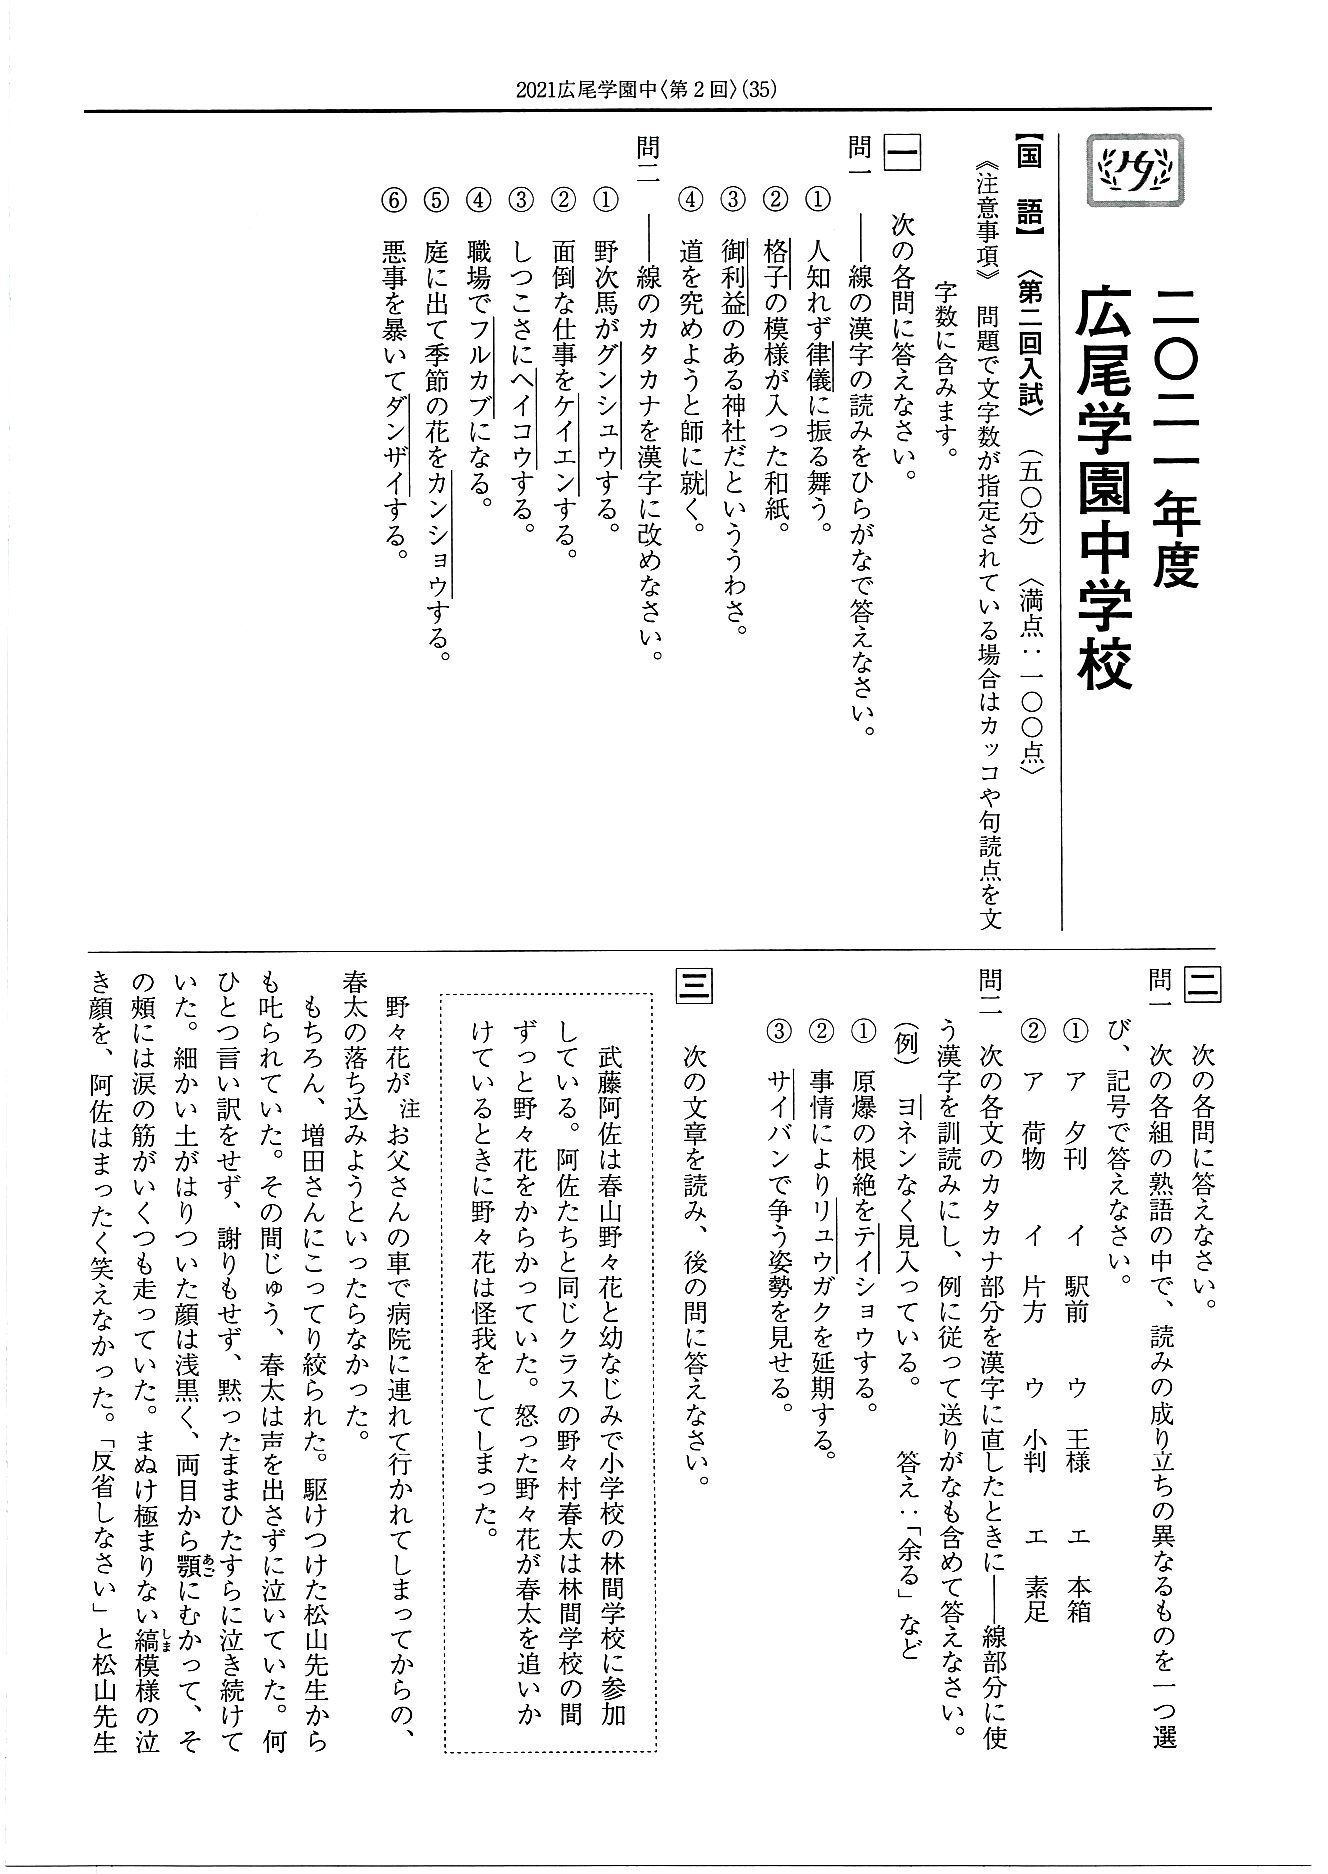 2021広尾学園中〈第2回〉(35)
二〇二一年度
広尾学園中学校
【国　語】〈第二回入試〉（五〇分）〈満点：一〇〇点〉
《注意事項》　問題で文字数が指定されている場合はカッコや句読点を文
字数に含みます。
一　次の各問に答えなさい。
問一　――線の漢字の読みをひらがなで答えなさい。
①　人知れず律儀に振る舞う。
②　格子の模様が入った和紙。
③　御利益のある神社だといううわさ。
④　道を究めようと師に就く。
問二　――線のカタカナを漢字に改めなさい。
①　野次馬がグンシュウする。
②　面倒な仕事をケイエンする。
③　しつこさにヘイコウする。
④　職場でフルカブになる。
⑤　庭に出て季節の花をカンショウする。
⑥　悪事を暴いてダンザイする。
二　次の各問に答えなさい。
問一　次の各組の熟語の中で、読みの成り立ちの異なるものを一つ選
び、記号で答えなさい。
①　ア　夕刊　イ　駅前　ウ　王様　エ　本箱
②　ア　荷物　イ　片方　ウ　小判　エ　素足
問二　次の各文のカタカナ部分を漢字に直したときに――線部分に使
う漢字を訓読みにし、例に従って送りがなも含めて答えなさい。
（例）　ヨネンなく見入っている。　答え：「余る」など
①　原爆の根絶をテイショウする。
②　事情によりリュウガクを延期する。
③　サイバンで争う姿勢を見せる。
三　次の文章を読み、後の問に答えなさい。
武藤阿佐は春山野々花と幼なじみで小学校の林間学校に参加
している。阿佐たちと同じクラスの野々村春太は林間学校の間
ずっと野々花をからかっていた。怒った野々花が春太を追いか
けているときに野々花は怪我をしてしまった。
野々花が注お父さんの車で病院に連れて行かれてしまってからの、
春太の落ち込みようといったらなかった。
もちろん、増田さんにこってり絞られた。駆けつけた松山先生から
も叱られていた。その間じゅう、春太は声を出さずに泣いていた。何
ひとつ言い訳をせず、謝りもせず、黙ったままひたすらに泣き続けて
いた。細かい土がはりついた顔は浅黒く、両目から顎あごにむかって、そ
の頰には涙の筋がいくつも走っていた。まぬけ極まりない縞しま模様の泣
き顔を、阿佐はまったく笑えなかった。「反省しなさい」と松山先生